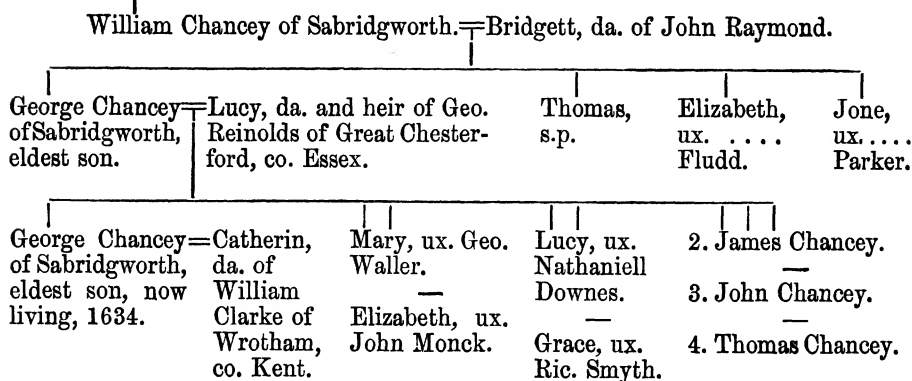 William Chancey of Sabridgworth.=Bridgett, da. of John Raymond.
George Chancey=Lucy, da. and heir of Geo.
of Sabridgworth, Reinolds of Great Chester-
eldest son. ford, co. Essex.
Thomas,
s.p.
Elizabeth,
ux. . . . .
Fludd.
Jone,
ux. . . . .
Parker.
George Chancey=Catherin,
of Sabridgworth, da. of
eldest son, now William
living, 1634. Clarke of
Wrotham,
co. Kent.
Mary, ux. Geo.
Waller.
—
Elizabeth, ux.
John Monck.
Lucy, ux.
Nathaniell
Downes.
—
Grace, ux.
Ric. Smyth.
2. James Chancey.
—
3. John Chancey.
—
4. Thomas Chancey.